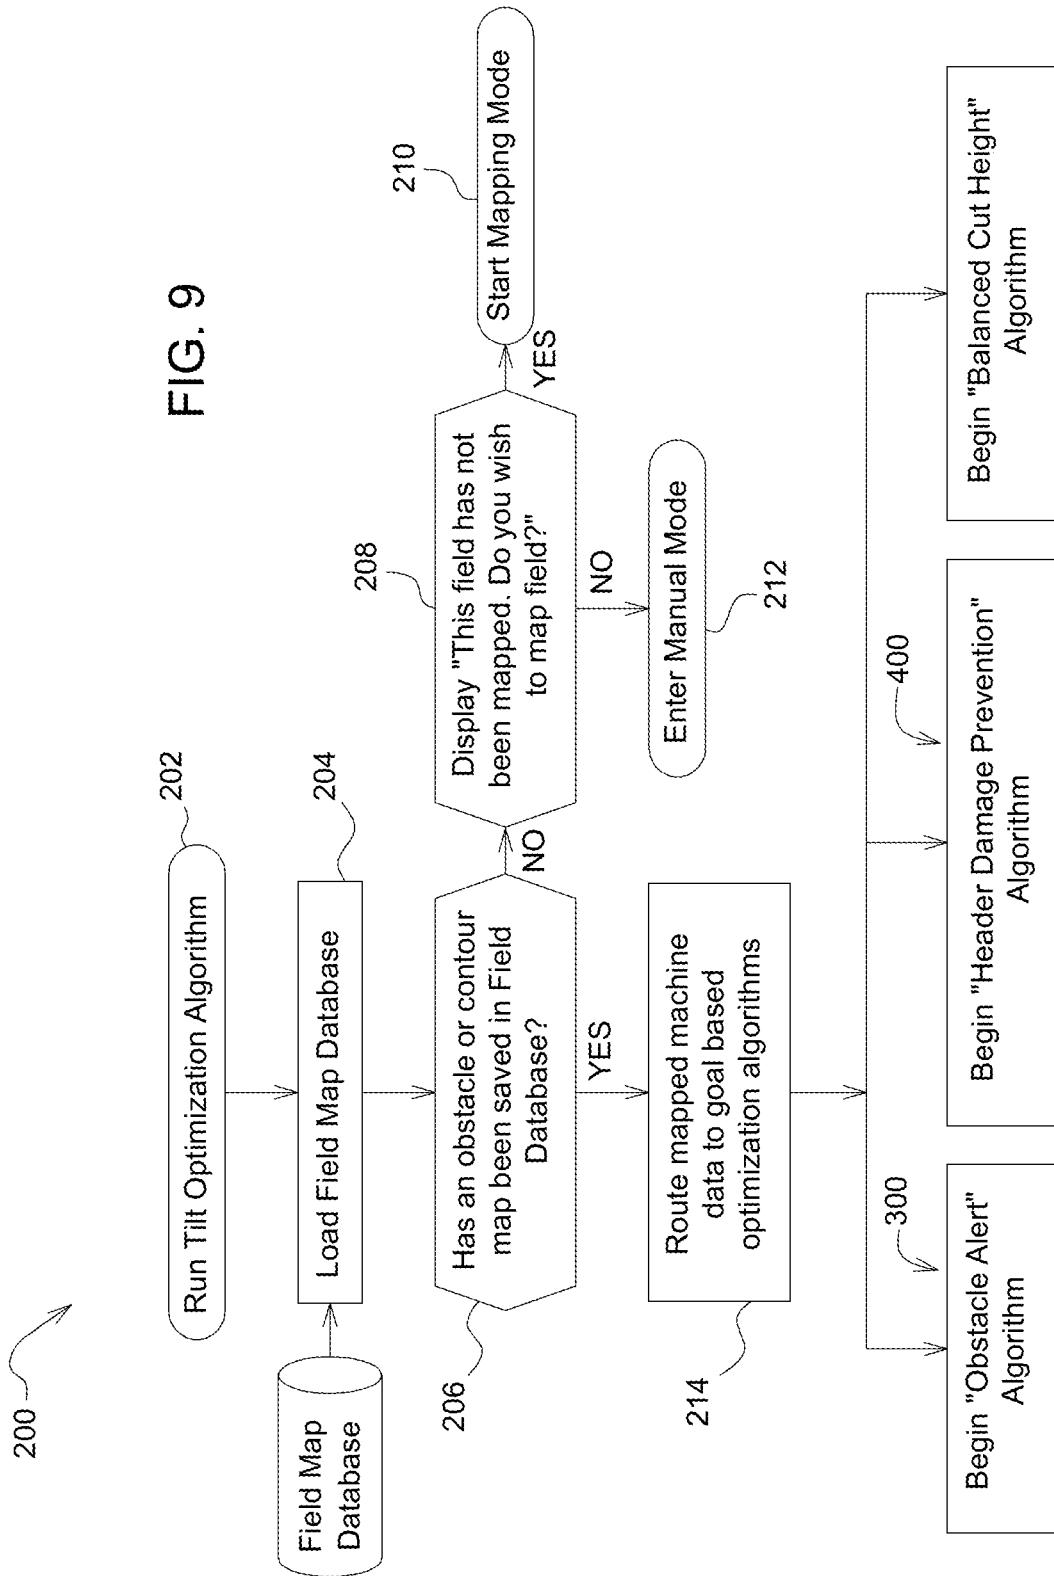 FIG. 9
200
Run Tilt Optimization Algorithm
202
Field Map
Database
Load Field Map Database
204
Has an obstacle or contour
map been saved in Field
Database?
206
NO
YES
Display "This field has not
been mapped. Do you wish
to map field?"
208
YES
NO
Start Mapping Mode
210
Enter Manual Mode
212
Route mapped machine
data to goal based
optimization algorithms
214
Begin "Obstacle Alert"
Algorithm
300
Begin "Header Damage Prevention"
Algorithm
400
Begin "Balanced Cut Height"
Algorithm